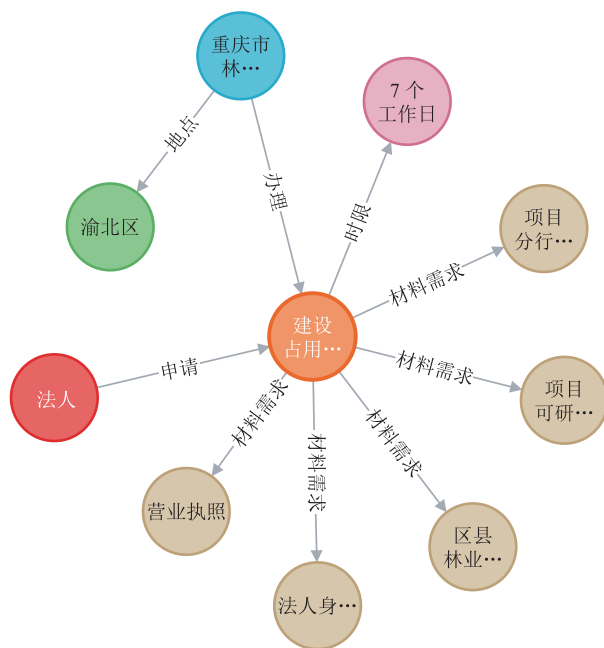 重庆市
林…
7 个
工作日
地点
办理
时限
渝北区
项目
分行…
材料需求
建设
占用…
申请
法人
材料需求
项目
可研…
材料需求
材料需求
材料需求
营业执照
区县
林业…
法人身…